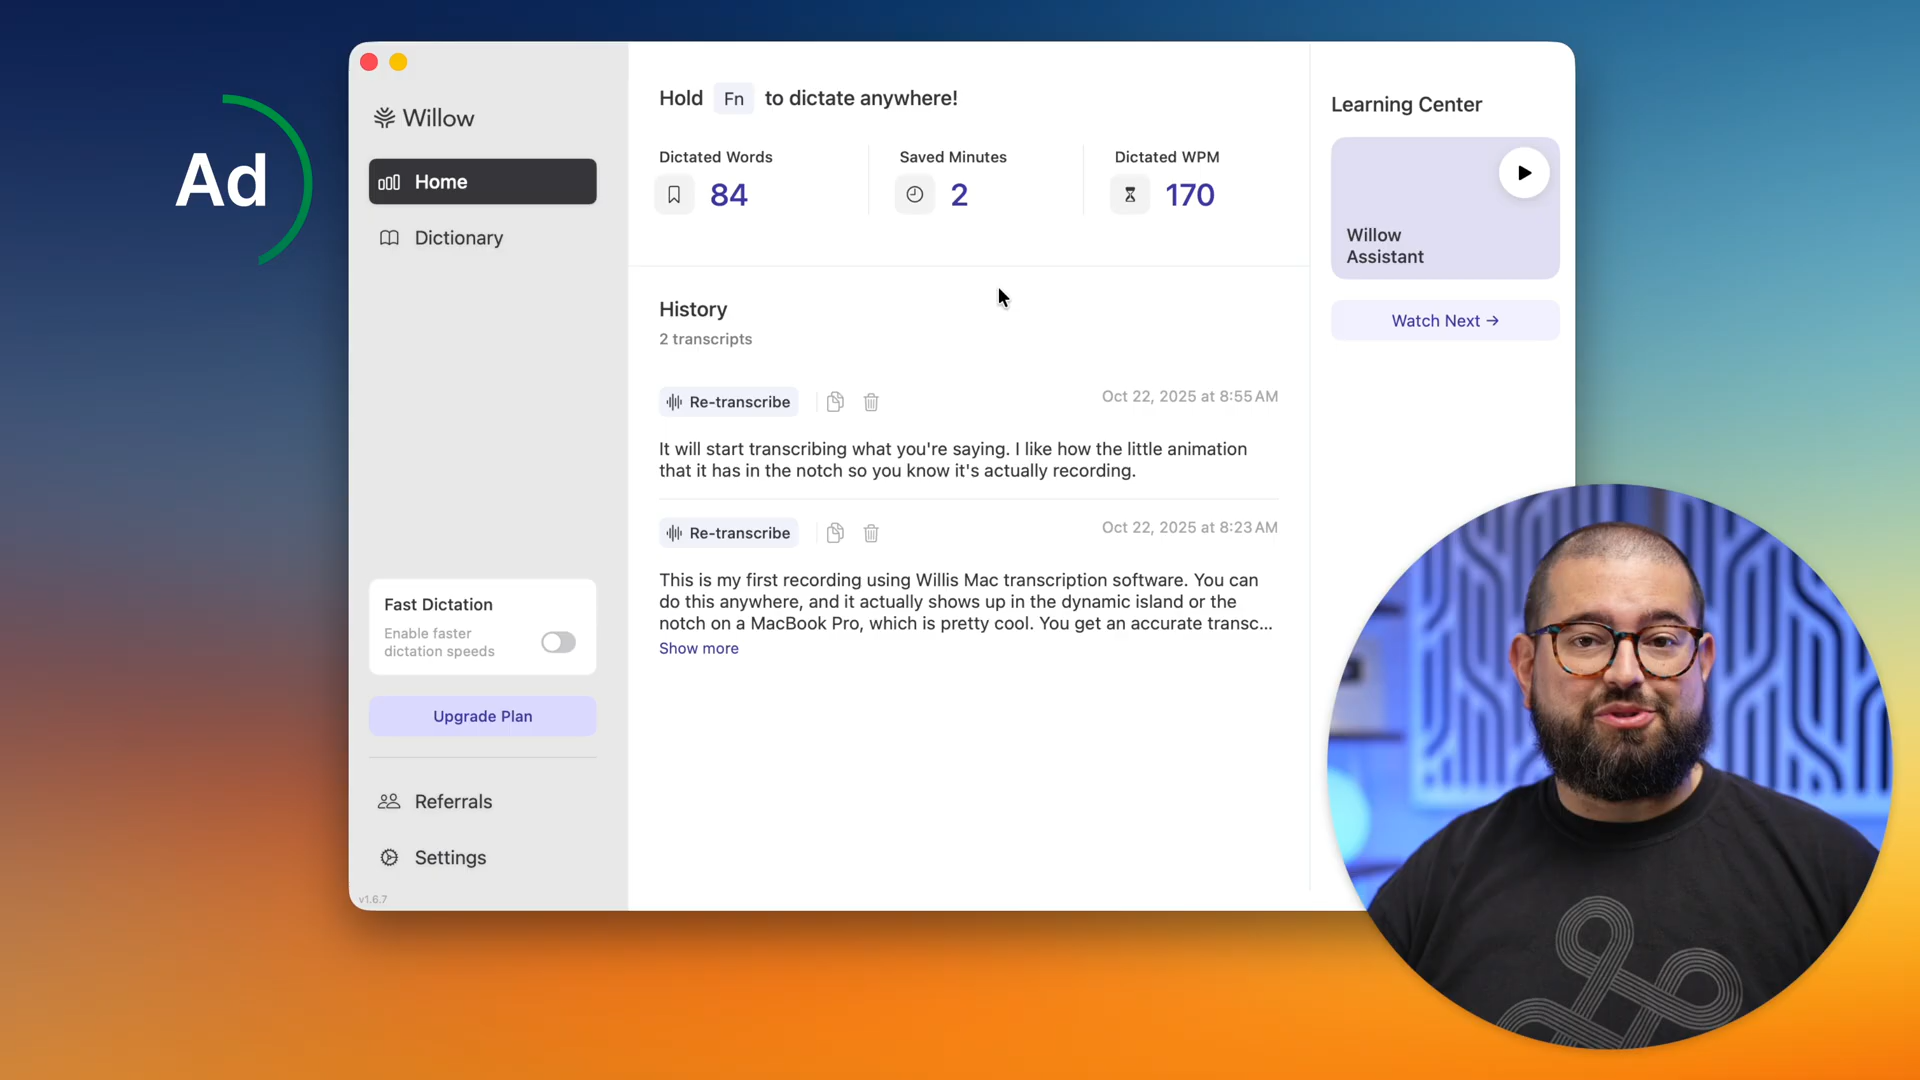 Ad
Willow
Home
Dictionary
Fast Dictation
Enable faster
dictation speeds
Upgrade Plan
Referrals
Settings
v1.6.7
Hold Fn to dictate anywhere!
Dictated Words
84
Saved Minutes
2
Dictated WPM
170
History
2 transcripts
Re-transcribe
Oct 22, 2025 at 8:55 AM
It will start transcribing what you're saying. I like how the little animation
that it has in the notch so you know it's actually recording.
Re-transcribe
Oct 22, 2025 at 8:23 AM
This is my first recording using Willis Mac transcription software. You can
do this anywhere, and it actually shows up in the dynamic island or the
notch on a MacBook Pro, which is pretty cool. You get an accurate transc...
Show more
Learning Center
Willow
Assistant
Watch Next →